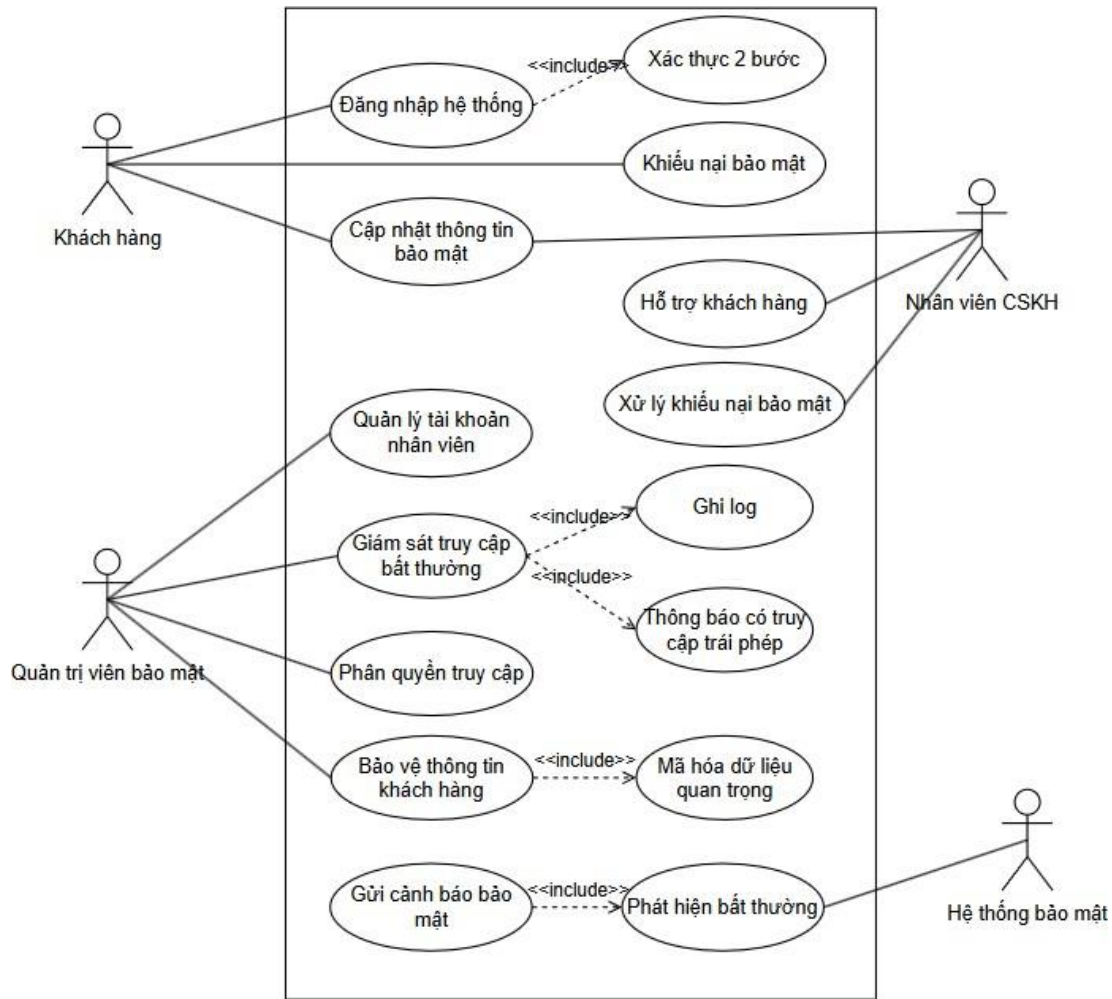 Xác thực 2 bước
<<include>>
Đăng nhập hệ thống
Khiếu nại bảo mật
Khách hàng
Cập nhật thông tin
bảo mật
Nhân viên CSKH
Hỗ trợ khách hàng
Xử lý khiếu nại bảo mật
Quản lý tài khoản
nhân viên
Ghi log
<<include>>
Giám sát truy cập
bất thường
<<include>>
Thông báo có truy
cập trái phép
Quản trị viên bảo mật
Phân quyền truy cập
Bảo vệ thông tin
khách hàng
<<include>>
Mã hóa dữ liệu
quan trọng
Gửi cảnh báo bảo
mật
<<include>>
Phát hiện bất thường
Hệ thống bảo mật